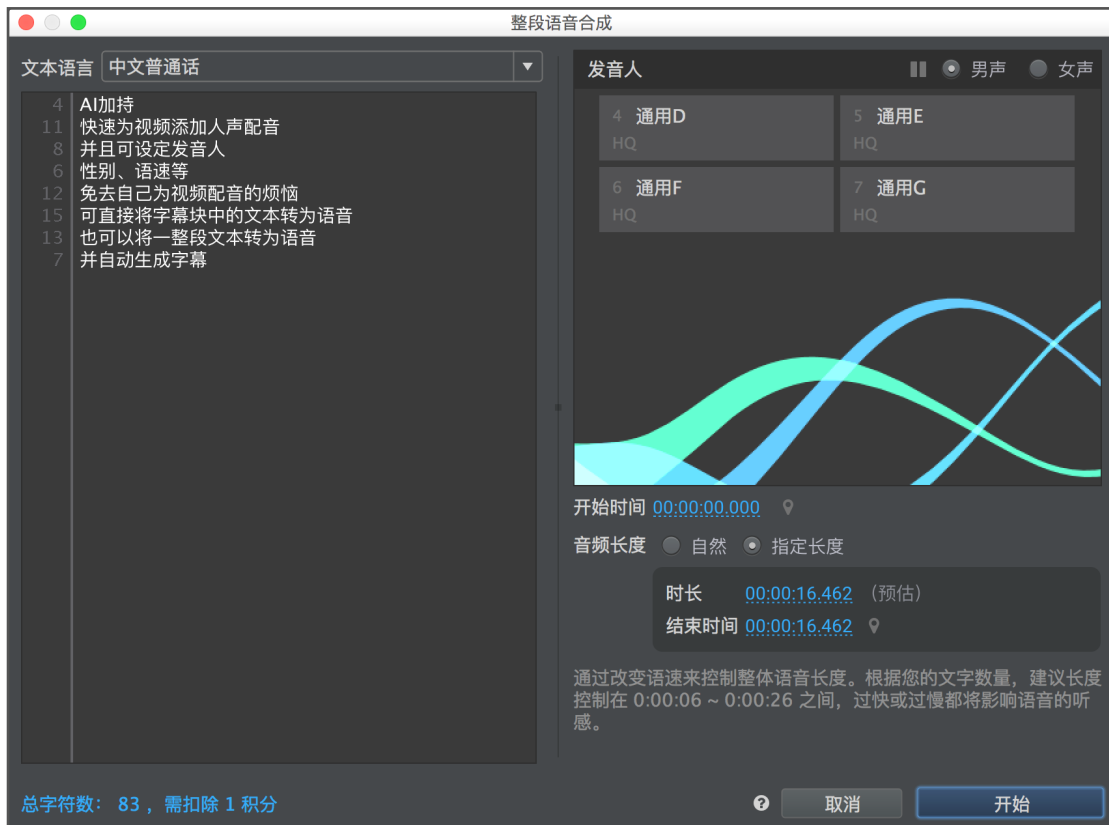 整段语音合成
文本语言 中文普通话
4 AI加持
11 快速为视频添加人声配音
8 并且可设定发音人
6 性别、语速等
12 免去自己为视频配音的烦恼
15 可直接将字幕块中的文本转为语音
13 也可以将一整段文本转为语音
7 并自动生成字幕
总字符数： 83 ，需扣除 1 积分
发音人 男声 女声
4 通用D
HQ
5 通用E
HQ
6 通用F
HQ
7 通用G
HQ
开始时间 00:00:00.000
音频长度 自然 指定长度
时长 00:00:16.462 （预估）
结束时间 00:00:16.462
通过改变语速来控制整体语音长度。根据您的文字数量，建议长度
控制在 0:00:06 ~ 0:00:26 之间，过快或过慢都将影响语音的听
感。
? 取消 开始